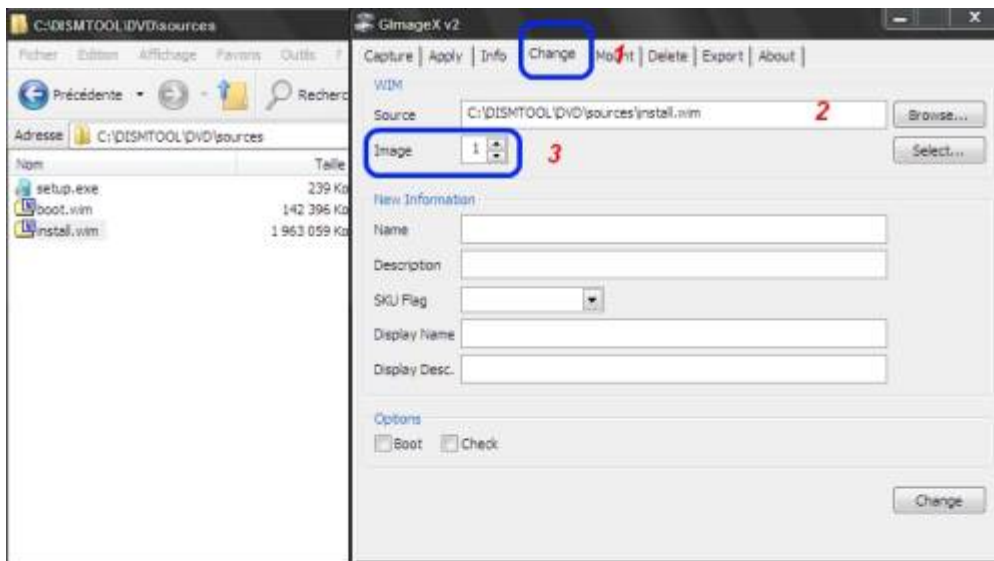 C:\DISMTOOL\DVD\sources
Fichier Edition Affichage Favoris Outils ?
Précédente
Recherc
Adresse C:\DISMTOOL\DVD\sources
Nom Taille
setup.exe 239 Ko
boot.wim 142 396 Ko
install.wim 1 963 059 Ko
GImageX v2
Capture Apply Info Change Mount Delete Export About
1
WIM
Source C:\DISMTOOL\DVD\sources\install.wim 2 Browse...
Image 1 3 Select...
New Information
Name
Description
SKU Flag
Display Name
Display Desc.
Options
Boot Check
Change